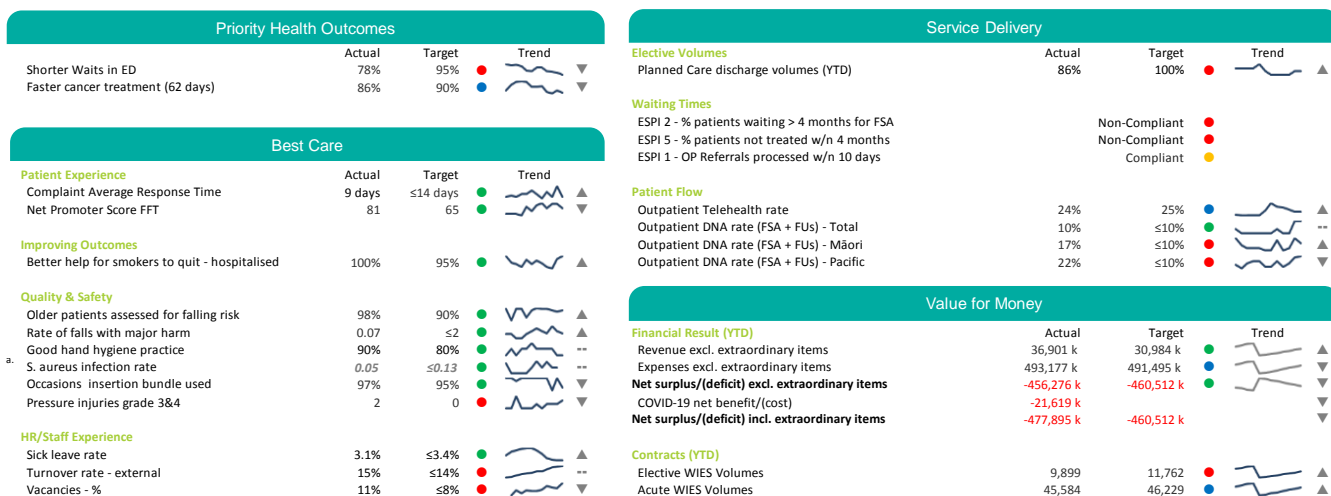 Priority Health Outcomes
Actual Target Trend
Shorter Waits in ED 78% 95%
Faster cancer treatment (62 days) 86% 90%
Best Care
Patient Experience Actual Target Trend
Complaint Average Response Time 9 days ≤14 days
Net Promoter Score FFT 81 65
Improving Outcomes
Better help for smokers to quit - hospitalised 100% 95%
Quality & Safety
Older patients assessed for falling risk 98% 90%
Rate of falls with major harm 0.07 ≤2
Good hand hygiene practice 90% 80% --
a. S. aureus infection rate 0.05 ≤0.13 --
Occasions insertion bundle used 97% 95%
Pressure injuries grade 3&4 2 0
HR/Staff Experience
Sick leave rate 3.1% ≤3.4%
Turnover rate - external 15% ≤14% --
Vacancies - % 11% ≤8%
Service Delivery
Elective Volumes Actual Target Trend
Planned Care discharge volumes (YTD) 86% 100%
Waiting Times
ESPI 2 - % patients waiting > 4 months for FSA Non-Compliant
ESPI 5 - % patients not treated w/n 4 months Non-Compliant
ESPI 1 - OP Referrals processed w/n 10 days Compliant
Patient Flow
Outpatient Telehealth rate 24% 25%
Outpatient DNA rate (FSA + FUs) - Total 10% ≤10% --
Outpatient DNA rate (FSA + FUs) - Māori 17% ≤10%
Outpatient DNA rate (FSA + FUs) - Pacific 22% ≤10%
Value for Money
Financial Result (YTD) Actual Target Trend
Revenue excl. extraordinary items 36,901 k 30,984 k
Expenses excl. extraordinary items 493,177 k 491,495 k
Net surplus/(deficit) excl. extraordinary items -456,276 k -460,512 k
COVID-19 net benefit/(cost) -21,619 k
Net surplus/(deficit) incl. extraordinary items -477,895 k -460,512 k
Contracts (YTD)
Elective WIES Volumes 9,899 11,762
Acute WIES Volumes 45,584 46,229